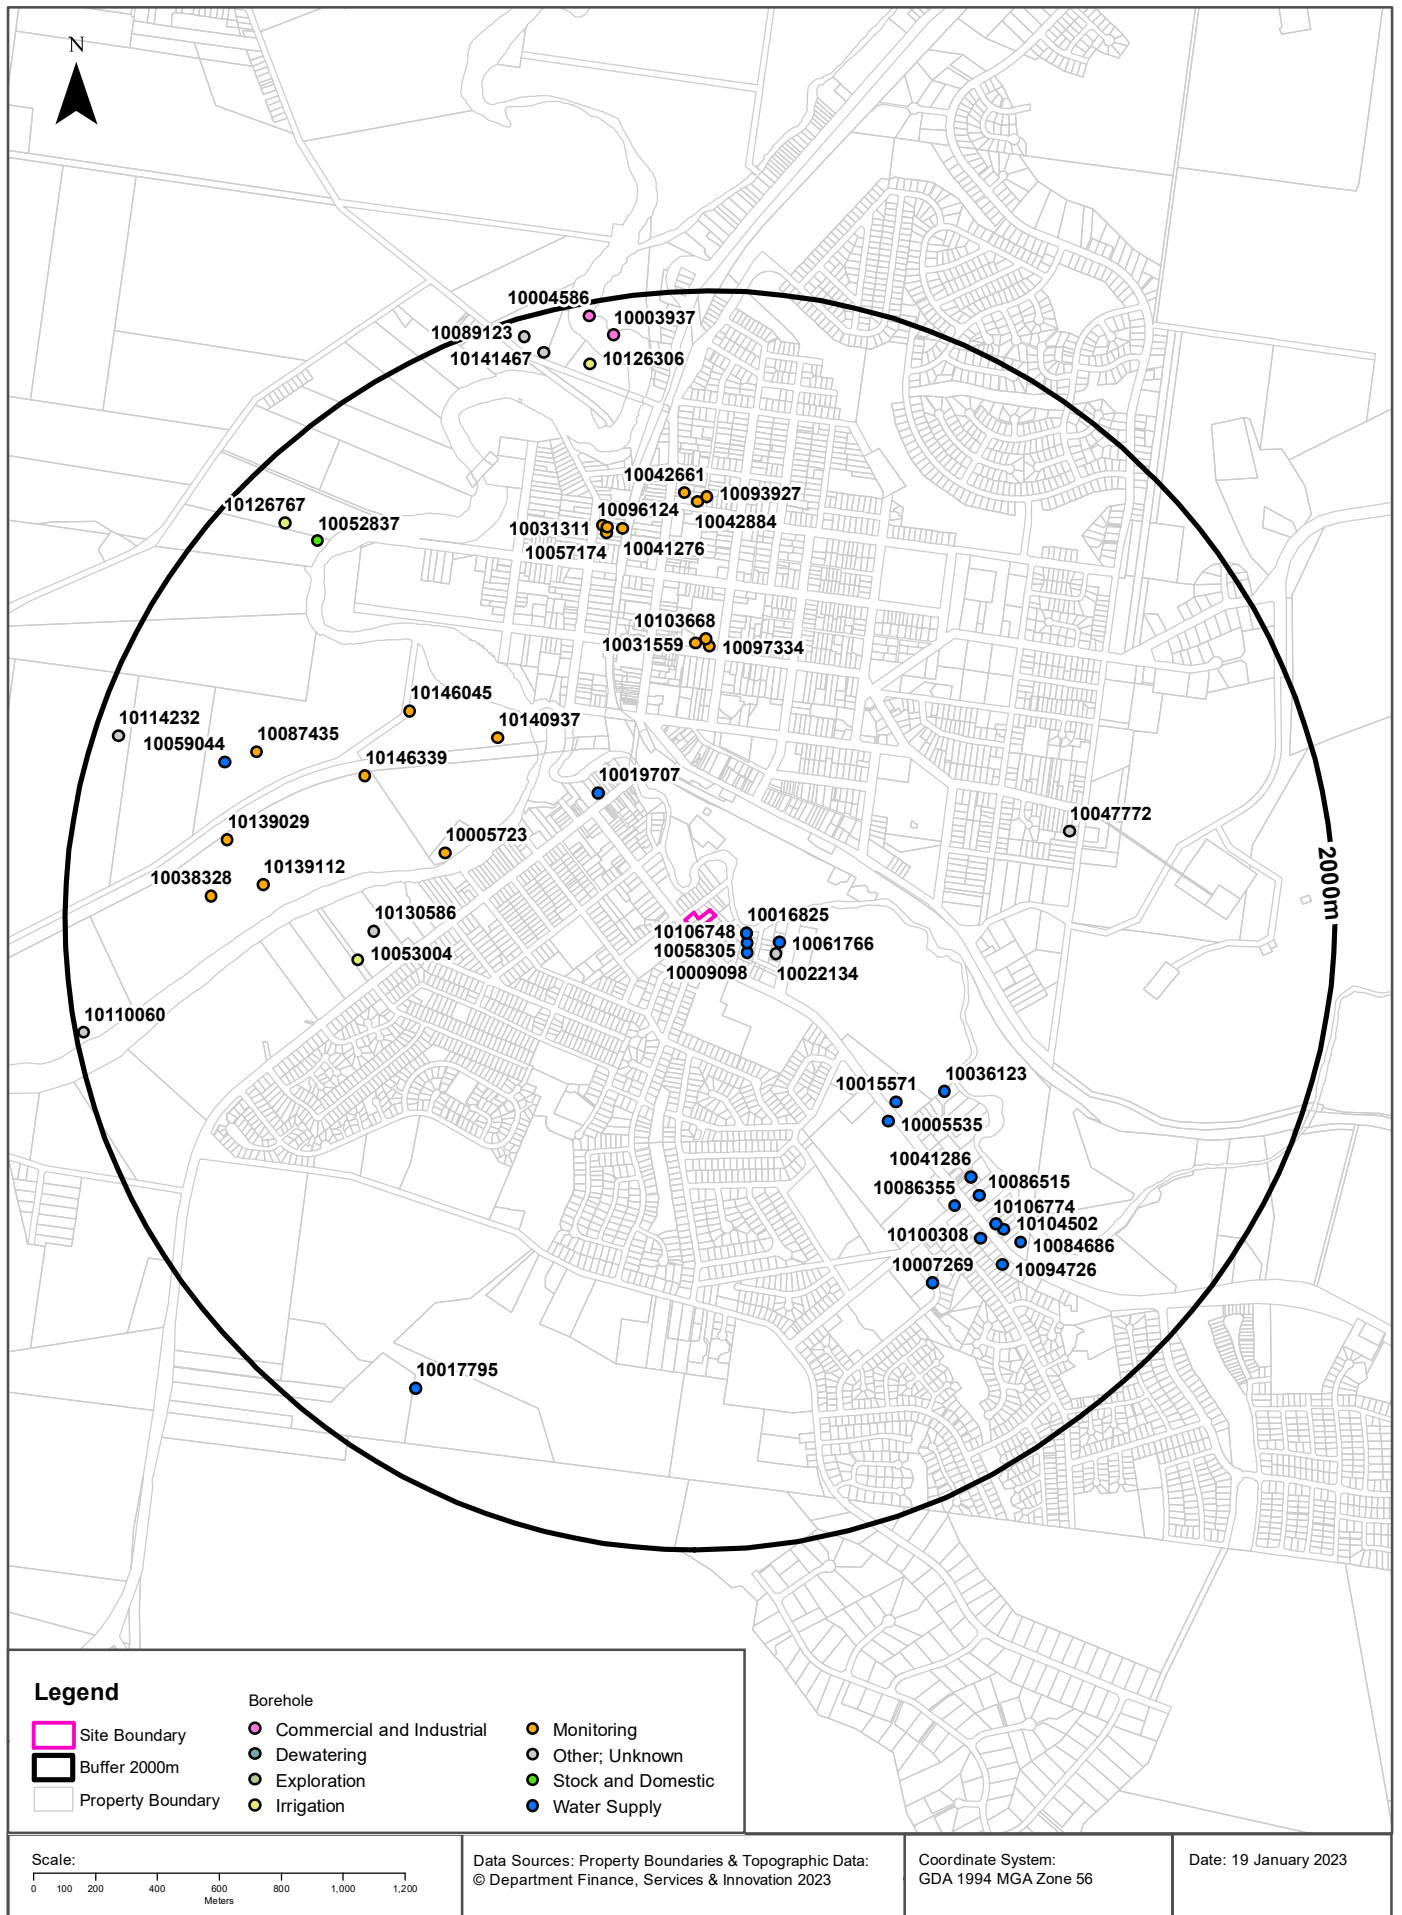 N
10004586
10003937
10089123
10141467
10126306
10042661
10093927
10126767
10096124
10052837
10031311
10042884
10057174
10041276
10103668
10031559
10097334
10146045
10114232
10140937
10059044
10087435
10146339
10019707
10047772
10139029
10005723
2000m
10139112
10038328
10130586
10016825
10106748
10061766
10053004
10058305
10009098
10022134
10110060
10036123
10015571
10005535
10041286
10086515
10086355
10106774
10104502
10100308
10084686
10007269
10094726
10017795
Legend
Site Boundary
Buffer 2000m
Property Boundary
Borehole
Commercial and Industrial
Dewatering
Exploration
Irrigation
Monitoring
Other; Unknown
Stock and Domestic
Water Supply
Scale:
0 100 200 400 600 800 1,000 1,200
Meters
Data Sources: Property Boundaries & Topographic Data:
© Department Finance, Services & Innovation 2023
Coordinate System:
GDA 1994 MGA Zone 56
Date: 19 January 2023